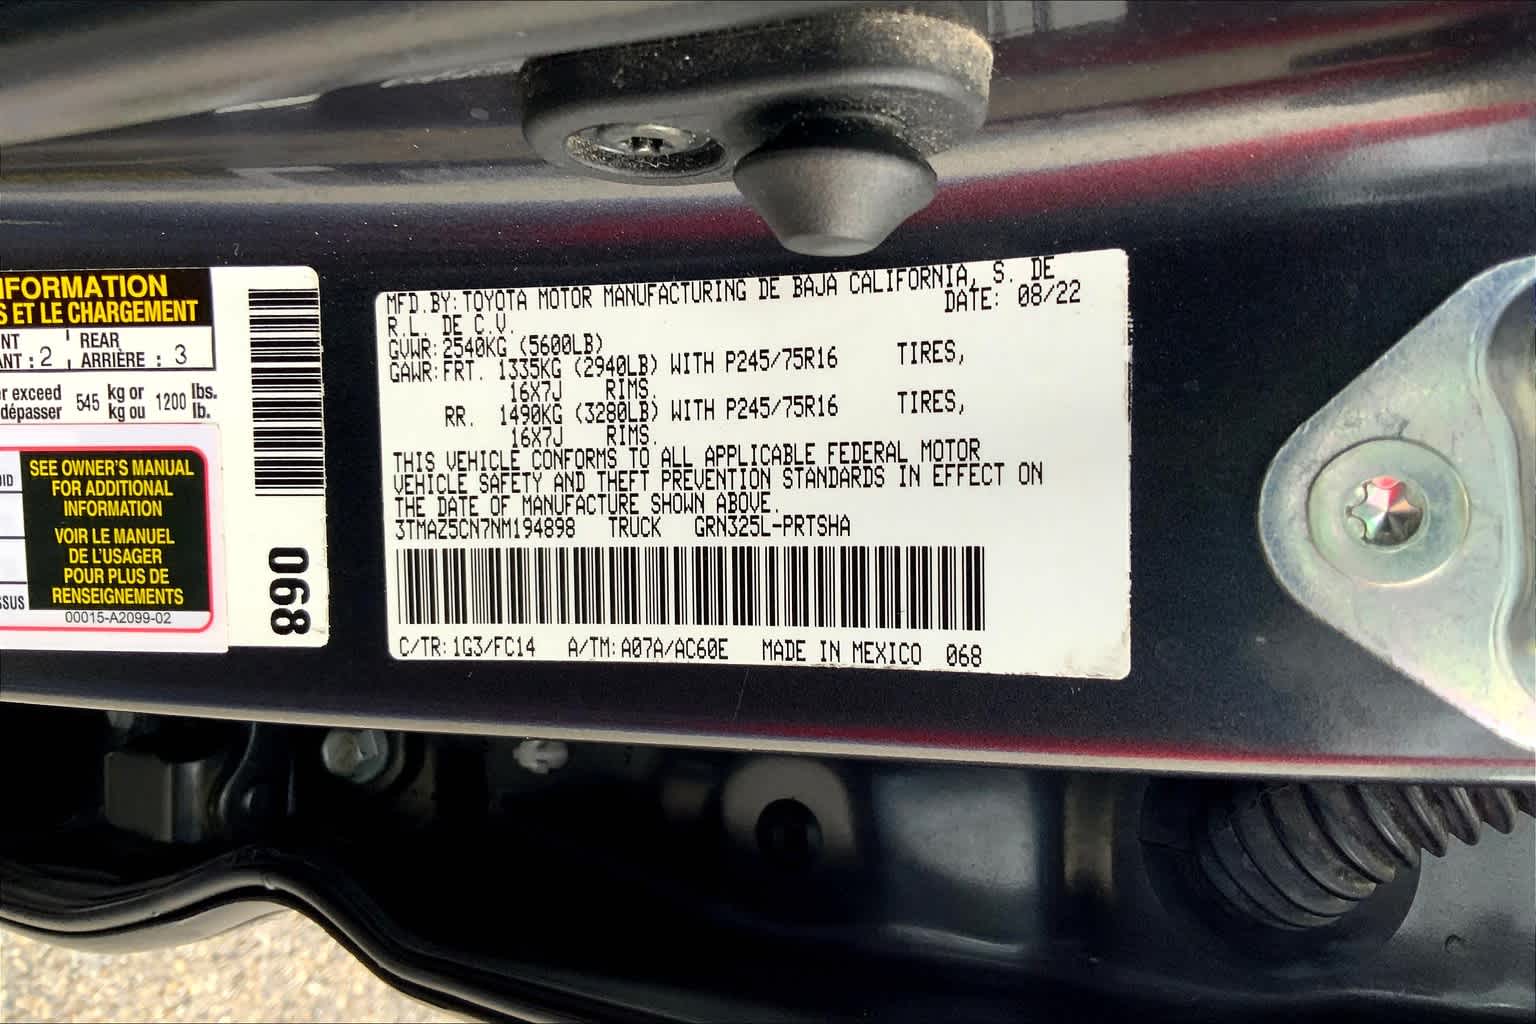 INFORMATION
S ET LE CHARGEMENT
NT : 2 REAR
ANT : 2 ARRIÈRE : 3
r exceed 545 kg or 1200 lbs.
dépasser kg ou lb.
OID
SEE OWNER'S MANUAL
FOR ADDITIONAL
INFORMATION
VOIR LE MANUEL
DE L'USAGER
POUR PLUS DE
RENSEIGNEMENTS
SSUS
00015-A2099-02
068
MFD.BY:TOYOTA MOTOR MANUFACTURING DE BAJA CALIFORNIA, S. DE
R.L. DE C.V. DATE: 08/22
GVWR:2540KG (5600LB)
GAWR:FRT. 1335KG (2940LB) WITH P245/75R16 TIRES,
16X7J RIMS.
RR. 1490KG (3280LB) WITH P245/75R16 TIRES,
16X7J RIMS.
THIS VEHICLE CONFORMS TO ALL APPLICABLE FEDERAL MOTOR
VEHICLE SAFETY AND THEFT PREVENTION STANDARDS IN EFFECT ON
THE DATE OF MANUFACTURE SHOWN ABOVE.
3TMAZ5CN7NM194898 TRUCK GRN325L-PRTSHA
C/TR:1G3/FC14 A/TM:A07A/AC60E MADE IN MEXICO 068